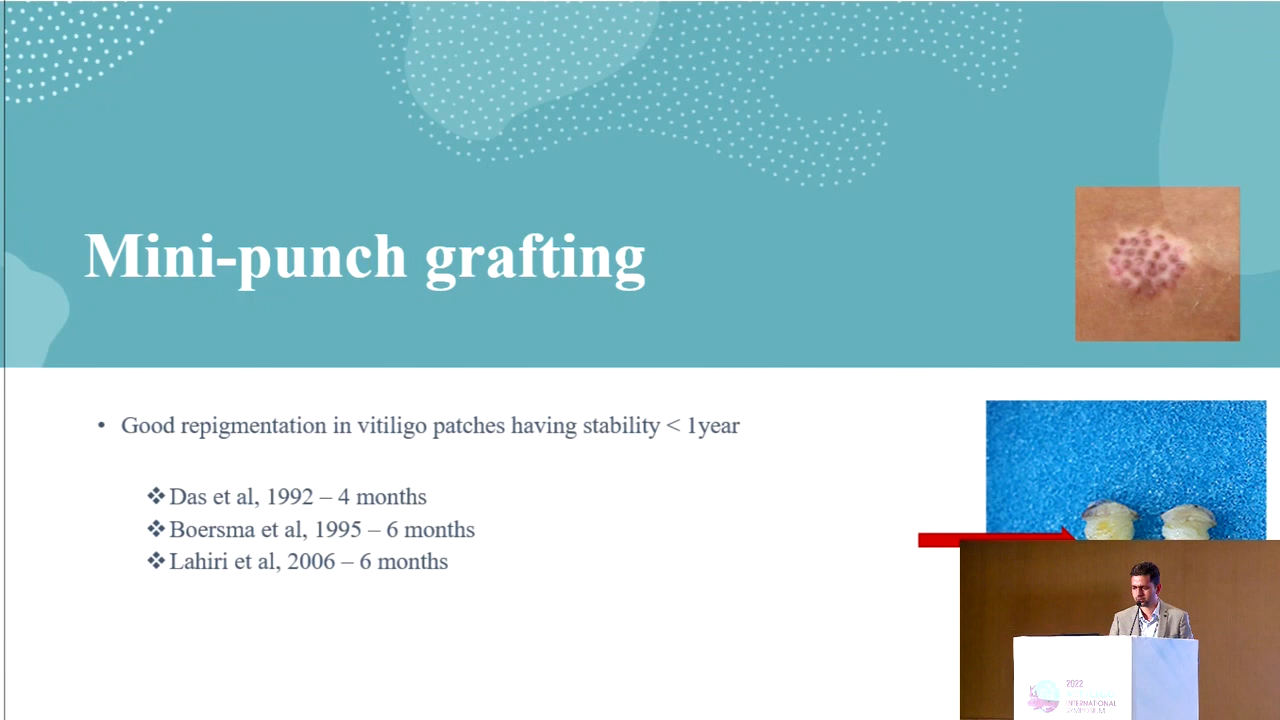 Mini-punch grafting
• Good repigmentation in vitiligo patches having stability < 1year
❖Das et al, 1992 – 4 months
❖Boersma et al, 1995 – 6 months
❖Lahiri et al, 2006 – 6 months
2022
INTERNATIONAL
SYMPOSIUM